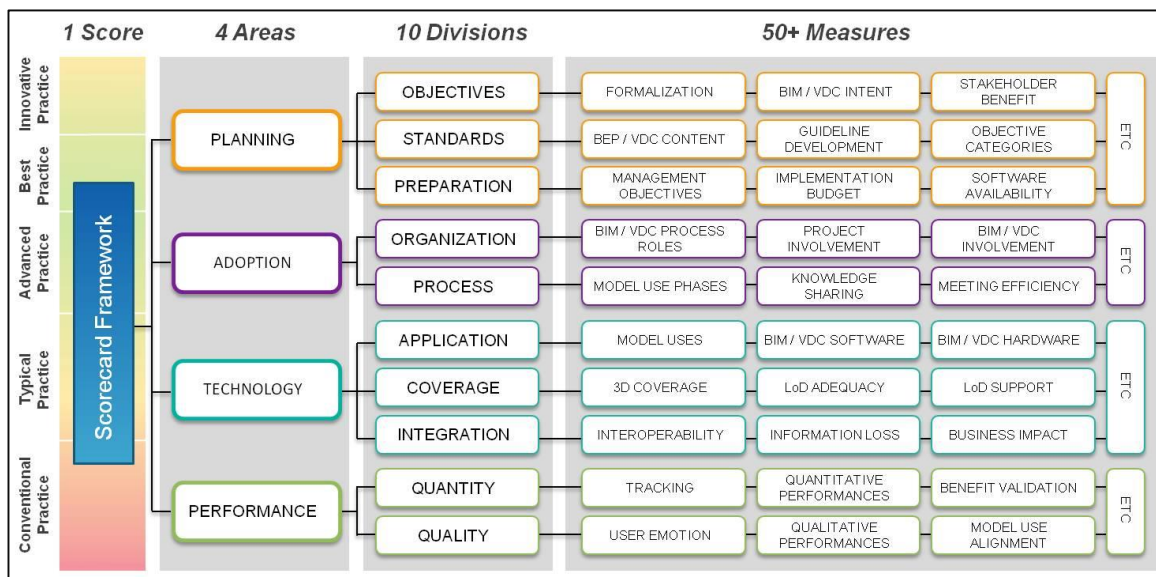 1 Score
4 Areas
10 Divisions
50+ Measures
Innovative
Practice
Best
Practice
Advanced
Practice
Typical
Practice
Conventional
Practice
Scorecard Framework
PLANNING
OBJECTIVES
FORMALIZATION
BIM / VDC INTENT
STAKEHOLDER
BENEFIT
STANDARDS
BEP / VDC CONTENT
GUIDELINE
DEVELOPMENT
OBJECTIVE
CATEGORIES
PREPARATION
MANAGEMENT
OBJECTIVES
IMPLEMENTATION
BUDGET
SOFTWARE
AVAILABILITY
ETC
ADOPTION
ORGANIZATION
BIM / VDC PROCESS
ROLES
PROJECT
INVOLVEMENT
BIM / VDC
INVOLVEMENT
PROCESS
MODEL USE PHASES
KNOWLEDGE
SHARING
MEETING EFFICIENCY
ETC
TECHNOLOGY
APPLICATION
MODEL USES
BIM / VDC SOFTWARE
BIM / VDC HARDWARE
COVERAGE
3D COVERAGE
LoD ADEQUACY
LoD SUPPORT
INTEGRATION
INTEROPERABILITY
INFORMATION LOSS
BUSINESS IMPACT
ETC
PERFORMANCE
QUANTITY
TRACKING
QUANTITATIVE
PERFORMANCES
BENEFIT VALIDATION
QUALITY
USER EMOTION
QUALITATIVE
PERFORMANCES
MODEL USE
ALIGNMENT
ETC